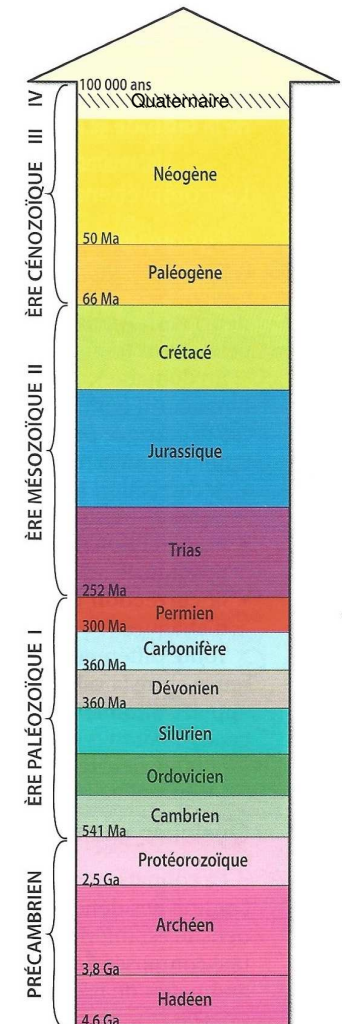 100 000 ans
Quaternaire
Néogène
50 Ma
Paléogène
66 Ma
Crétacé
Jurassique
Trias
252 Ma
Permien
300 Ma
Carbonifère
360 Ma
Dévonien
360 Ma
Silurien
Ordovicien
Cambrien
541 Ma
Protéorozoïque
2,5 Ga
Archéen
3,8 Ga
Hadéen
4,6 Ga
ÈRE CÉNOZOÏQUE III IV
ÈRE MÉSOZOÏQUE II
ÈRE PALÉOZOÏQUE I
PRÉCAMBRIEN